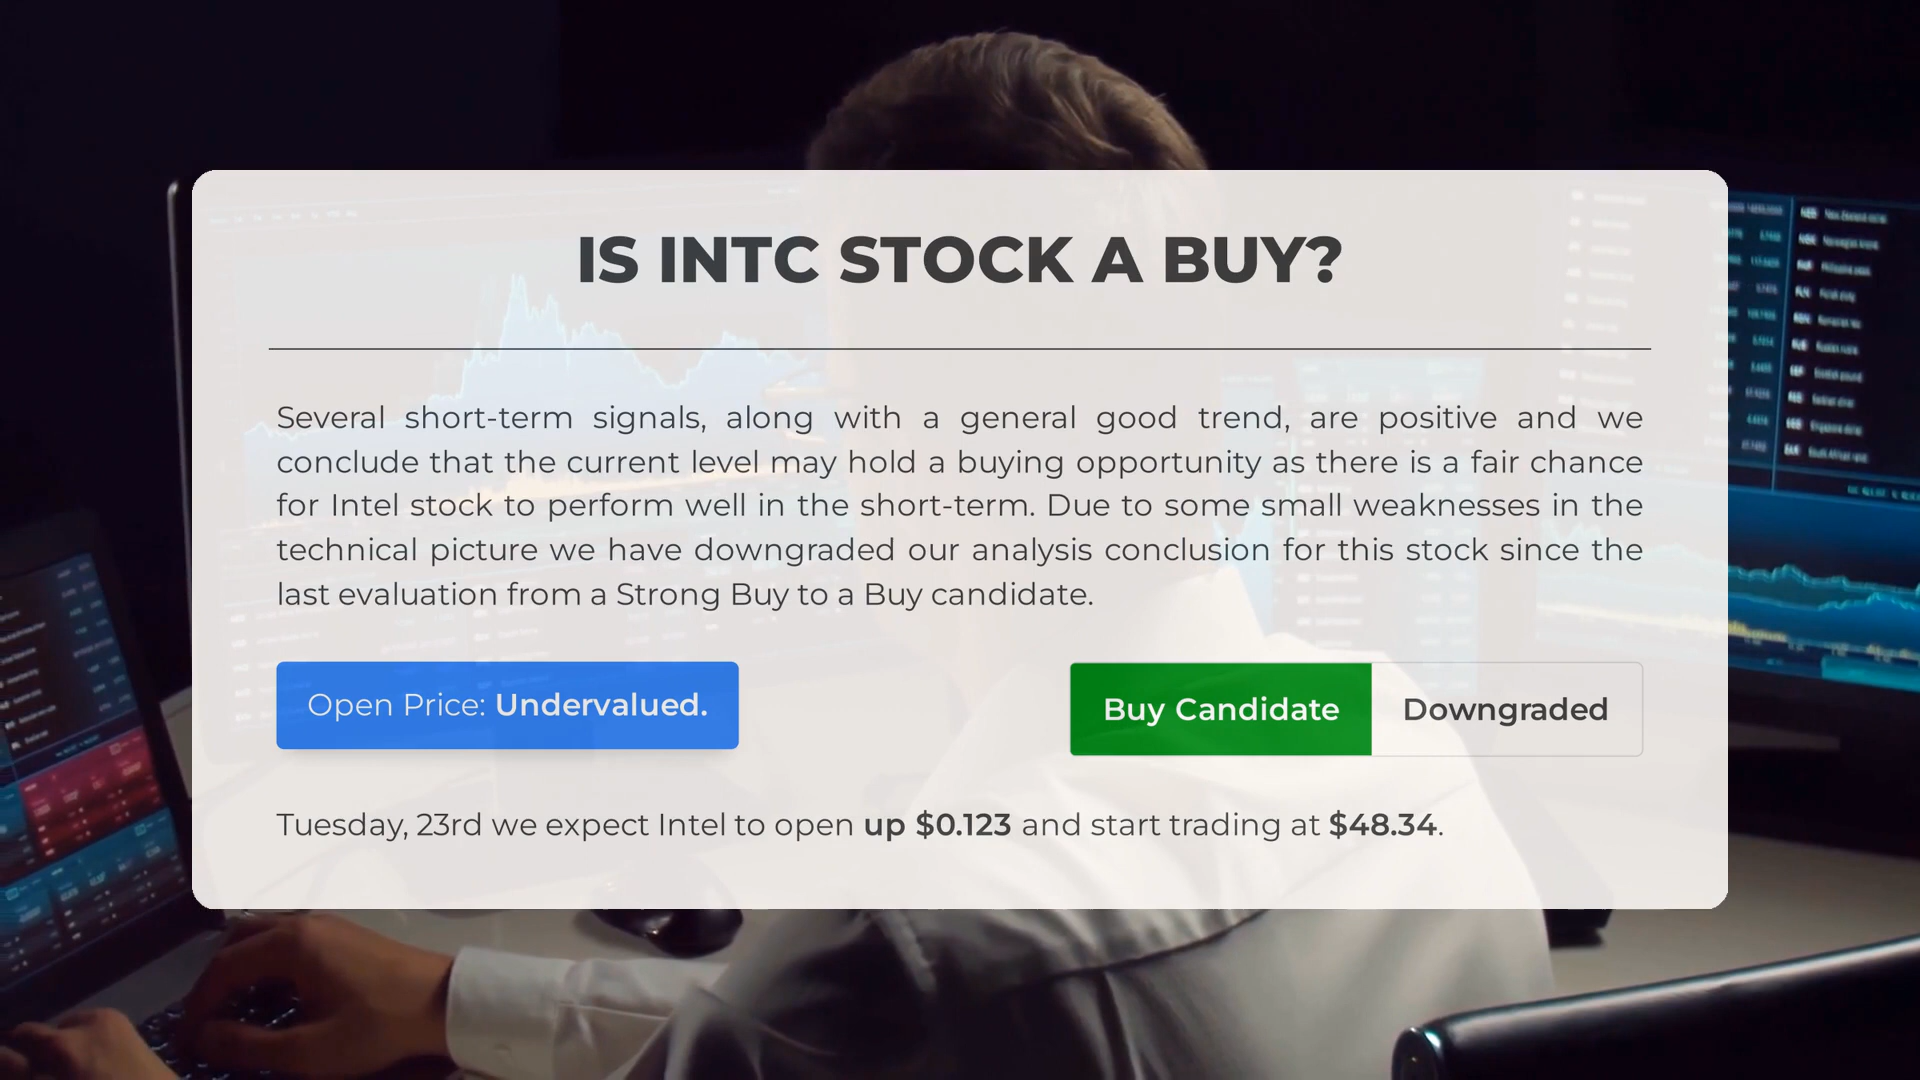 IS INTC STOCK A BUY?
Several short-term signals, along with a general good trend, are positive and we
conclude that the current level may hold a buying opportunity as there is a fair chance
for Intel stock to perform well in the short-term. Due to some small weaknesses in the
technical picture we have downgraded our analysis conclusion for this stock since the
last evaluation from a Strong Buy to a Buy candidate.
Open Price: Undervalued.
Buy Candidate
Downgraded
Tuesday, 23rd we expect Intel to open up $0.123 and start trading at $48.34.